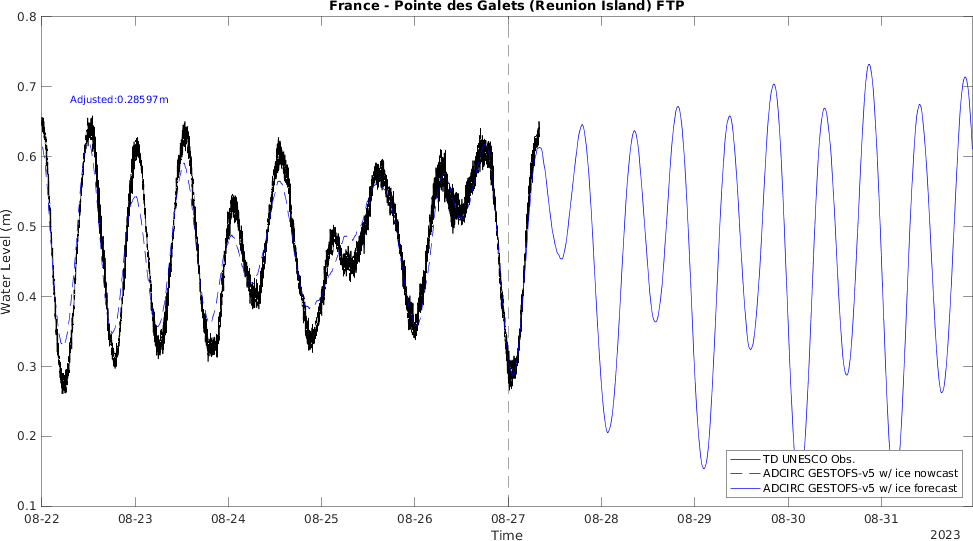 France - Pointe des Galets (Reunion Island) FTP
0.8
0.7
Adjusted:0.28597m
0.6
0.5
Water Level (m)
0.4
0.3
0.2
0.1
TD UNESCO Obs.
ADCIRC GESTOFS-v5 w/ ice nowcast
ADCIRC GESTOFS-v5 w/ ice forecast
08-22 08-23 08-24 08-25 08-26 08-27 08-28 08-29 08-30 08-31
Time
2023